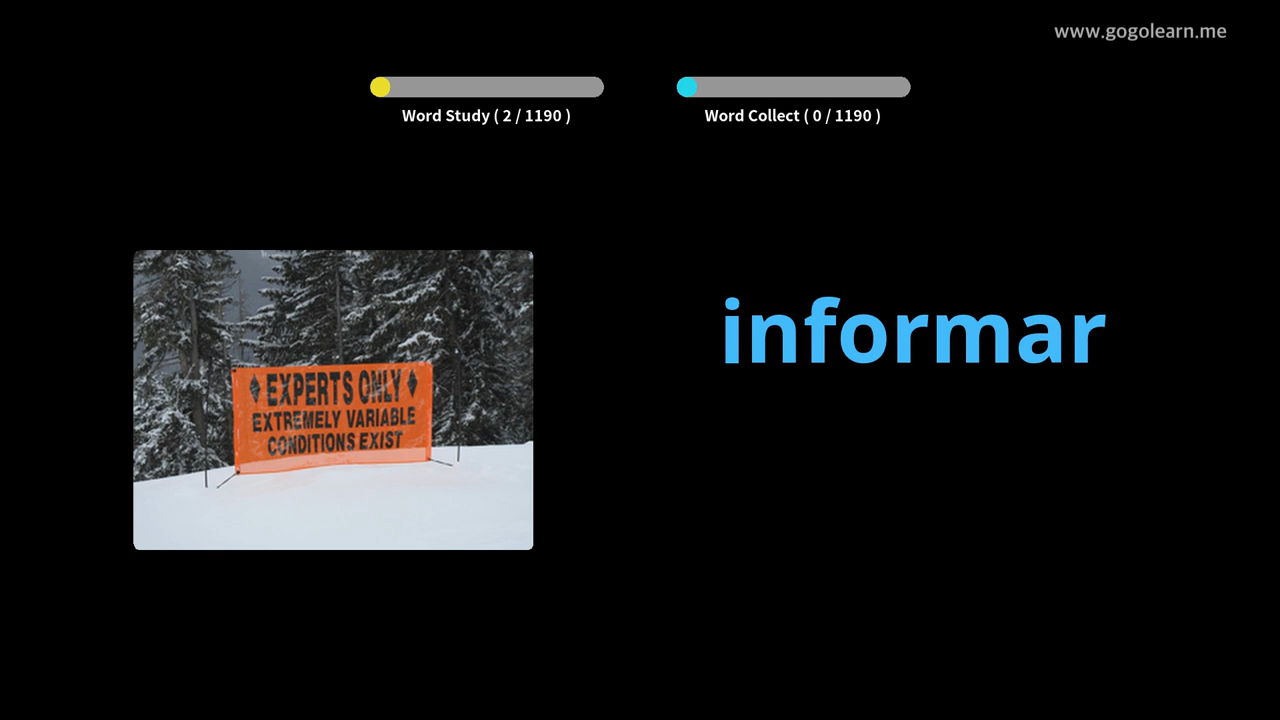 www.gogolearn.me
Word Study ( 2 / 1190 )
Word Collect ( 0 / 1190 )
informar
EXPERTS ONLY
EXTREMELY VARIABLE
CONDITIONS EXIST